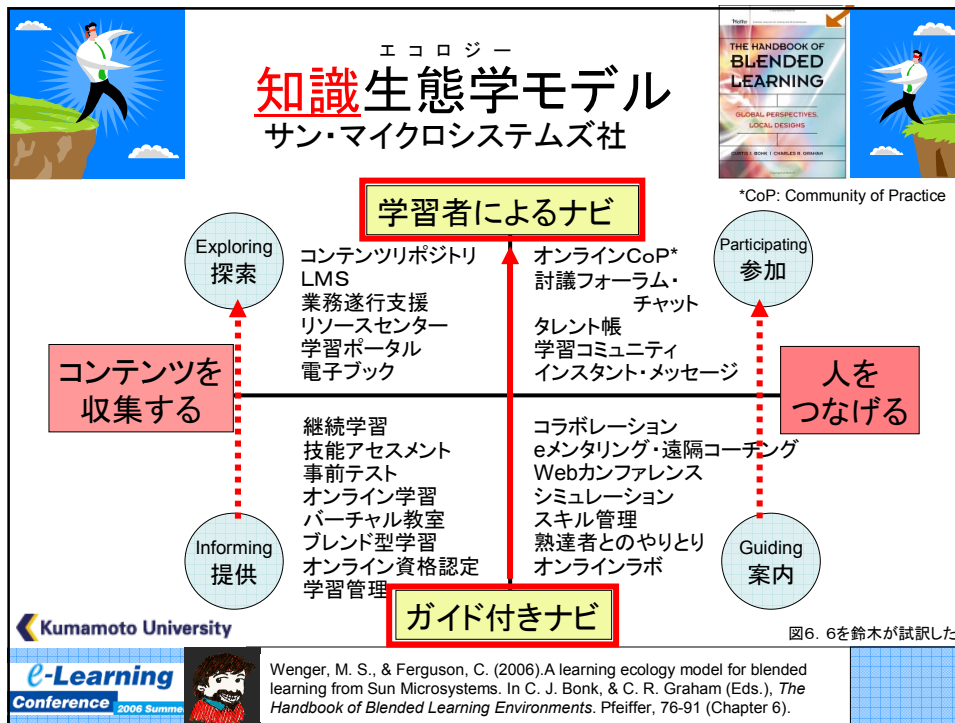 エコロジー
知識生態学モデル
サン・マイクロシステムズ社
Pfeiffer
THE HANDBOOK OF
BLENDED
LEARNING
GLOBAL PERSPECTIVES,
LOCAL DESIGNS
CURTIS J. BONK | CHARLES R. GRAHAM
*CoP: Community of Practice
学習者によるナビ
Exploring
探索
コンテンツリポジトリ
LMS
業務遂行支援
リソースセンター
学習ポータル
電子ブック
オンラインCoP*
討議フォーラム・
チャット
タレント帳
学習コミュニティ
インスタント・メッセージ
Participating
参加
コンテンツを
収集する
人を
つなげる
Informing
提供
継続学習
技能アセスメント
事前テスト
オンライン学習
バーチャル教室
ブレンド型学習
オンライン資格認定
学習管理
コラボレーション
eメンタリング・遠隔コーチング
Webカンファレンス
シミュレーション
スキル管理
熟達者とのやりとり
オンラインラボ
Guiding
案内
ガイド付きナビ
Kumamoto University
図6.6を鈴木が試訳した
e-Learning
Conference 2006 Summer
Wenger, M. S., & Ferguson, C. (2006).A learning ecology model for blended
learning from Sun Microsystems. In C. J. Bonk, & C. R. Graham (Eds.), The
Handbook of Blended Learning Environments. Pfeiffer, 76-91 (Chapter 6).